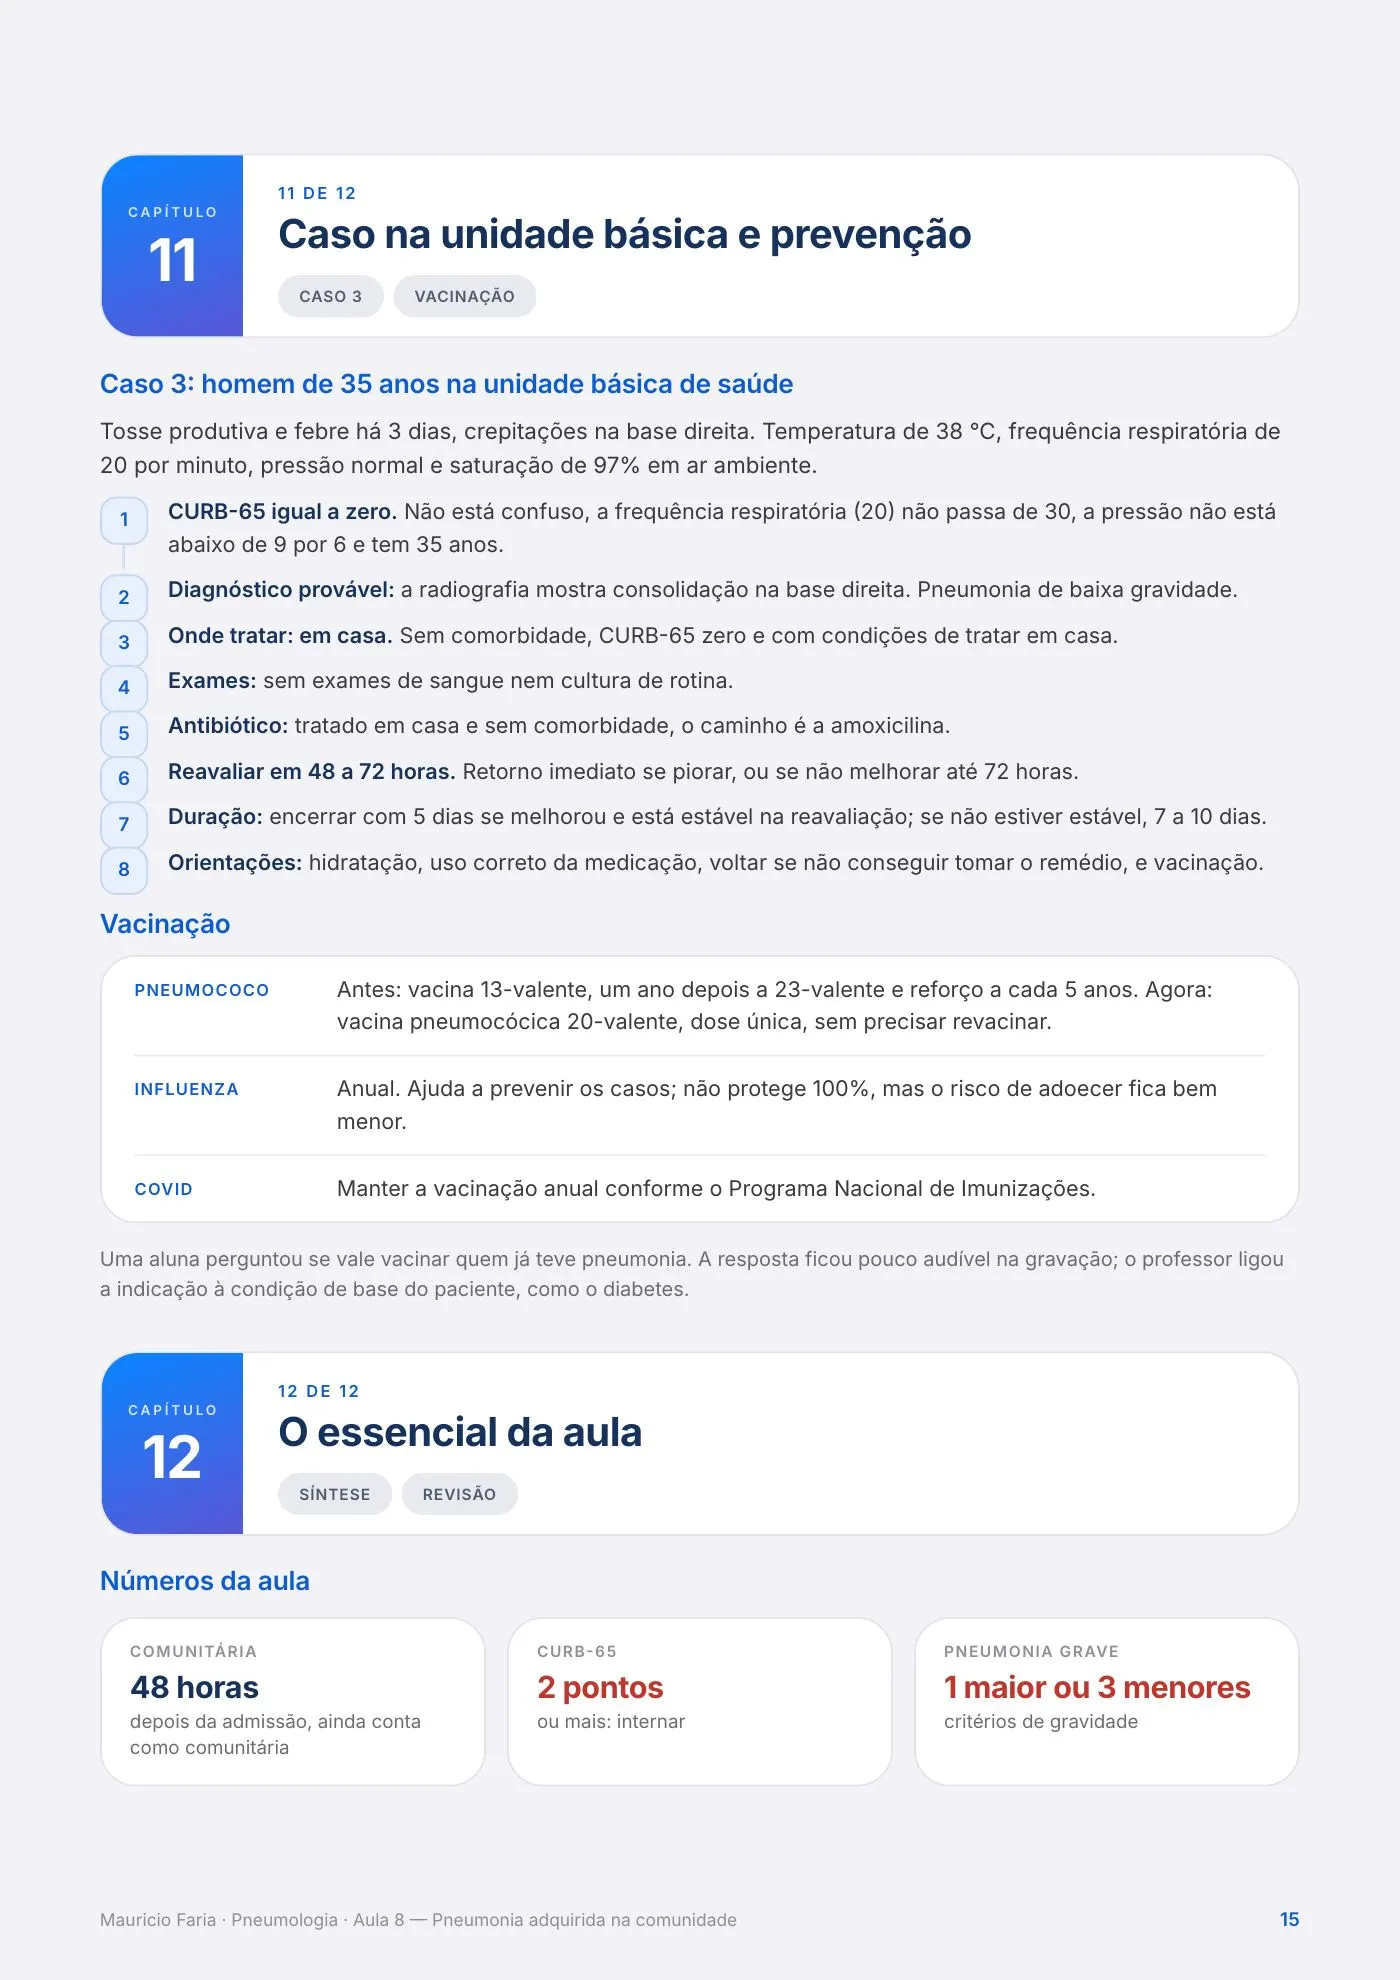 CAPÍTULO
11
11 DE 12
Caso na unidade básica e prevenção
CASO 3
VACINAÇÃO
Caso 3: homem de 35 anos na unidade básica de saúde
Tosse produtiva e febre há 3 dias, crepitações na base direita. Temperatura de 38 °C, frequência respiratória de
20 por minuto, pressão normal e saturação de 97% em ar ambiente.
1 CURB-65 igual a zero. Não está confuso, a frequência respiratória (20) não passa de 30, a pressão não está
abaixo de 9 por 6 e tem 35 anos.
2 Diagnóstico provável: a radiografia mostra consolidação na base direita. Pneumonia de baixa gravidade.
3 Onde tratar: em casa. Sem comorbidade, CURB-65 zero e com condições de tratar em casa.
4 Exames: sem exames de sangue nem cultura de rotina.
5 Antibiótico: tratado em casa e sem comorbidade, o caminho é a amoxicilina.
6 Reavaliar em 48 a 72 horas. Retorno imediato se piorar, ou se não melhorar até 72 horas.
7 Duração: encerrar com 5 dias se melhorou e está estável na reavaliação; se não estiver estável, 7 a 10 dias.
8 Orientações: hidratação, uso correto da medicação, voltar se não conseguir tomar o remédio, e vacinação.
Vacinação
PNEUMOCOCO
Antes: vacina 13-valente, um ano depois a 23-valente e reforço a cada 5 anos. Agora:
vacina pneumocócica 20-valente, dose única, sem precisar revacinar.
INFLUENZA
Anual. Ajuda a prevenir os casos; não protege 100%, mas o risco de adoecer fica bem
menor.
COVID
Manter a vacinação anual conforme o Programa Nacional de Imunizações.
Uma aluna perguntou se vale vacinar quem já teve pneumonia. A resposta ficou pouco audível na gravação; o professor ligou
a indicação à condição de base do paciente, como o diabetes.
CAPÍTULO
12
12 DE 12
O essencial da aula
SÍNTESE
REVISÃO
Números da aula
COMUNITÁRIA
48 horas
depois da admissão, ainda conta
como comunitária
CURB-65
2 pontos
ou mais: internar
PNEUMONIA GRAVE
1 maior ou 3 menores
critérios de gravidade
Mauricio Faria · Pneumologia · Aula 8 — Pneumonia adquirida na comunidade
15